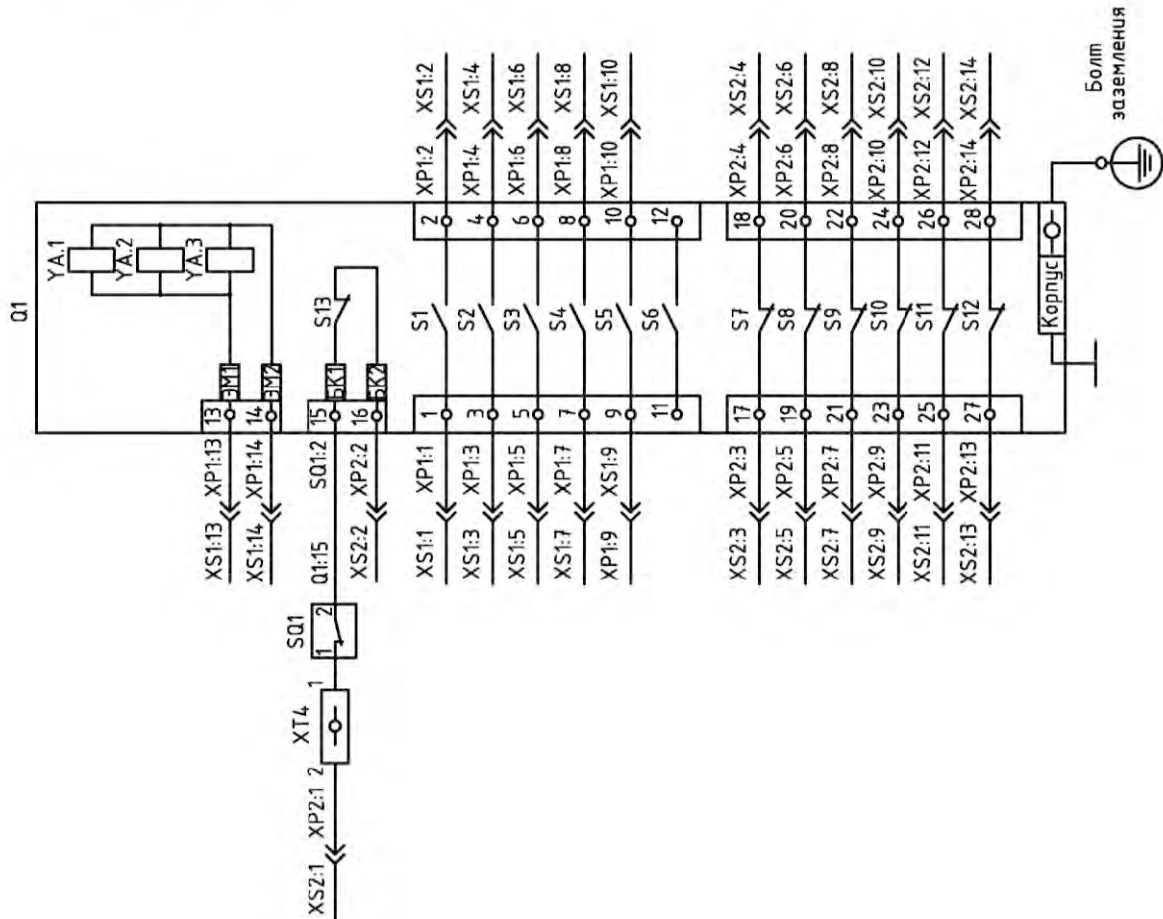 Q1
YA.1
YA.2
YA.3
ЭМ1
ЭМ2
13
14
XP1:13
XP1:14
XS1:13
XS1:14
S13
БК1
БК2
15
16
SQ1:2
XP2:2
Q1:15
XS2:2
SQ1
1
2
XT4
1
2
XP2:1
XS2:1
XS1:1 XP1:1 1 S1 2 XP1:2 XS1:2
XS1:3 XP1:3 3 S2 4 XP1:4 XS1:4
XS1:5 XP1:5 5 S3 6 XP1:6 XS1:6
XS1:7 XP1:7 7 S4 8 XP1:8 XS1:8
XP1:9 XS1:9 9 S5 10 XP1:10 XS1:10
11 S6 12
XS2:3 XP2:3 17 S7 18 XP2:4 XS2:4
XS2:5 XP2:5 19 S8 20 XP2:6 XS2:6
XS2:7 XP2:7 21 S9 22 XP2:8 XS2:8
XS2:9 XP2:9 23 S10 24 XP2:10 XS2:10
XS2:11 XP2:11 25 S11 26 XP2:12 XS2:12
XS2:13 XP2:13 27 S12 28 XP2:14 XS2:14
Корпус
Болт
заземления